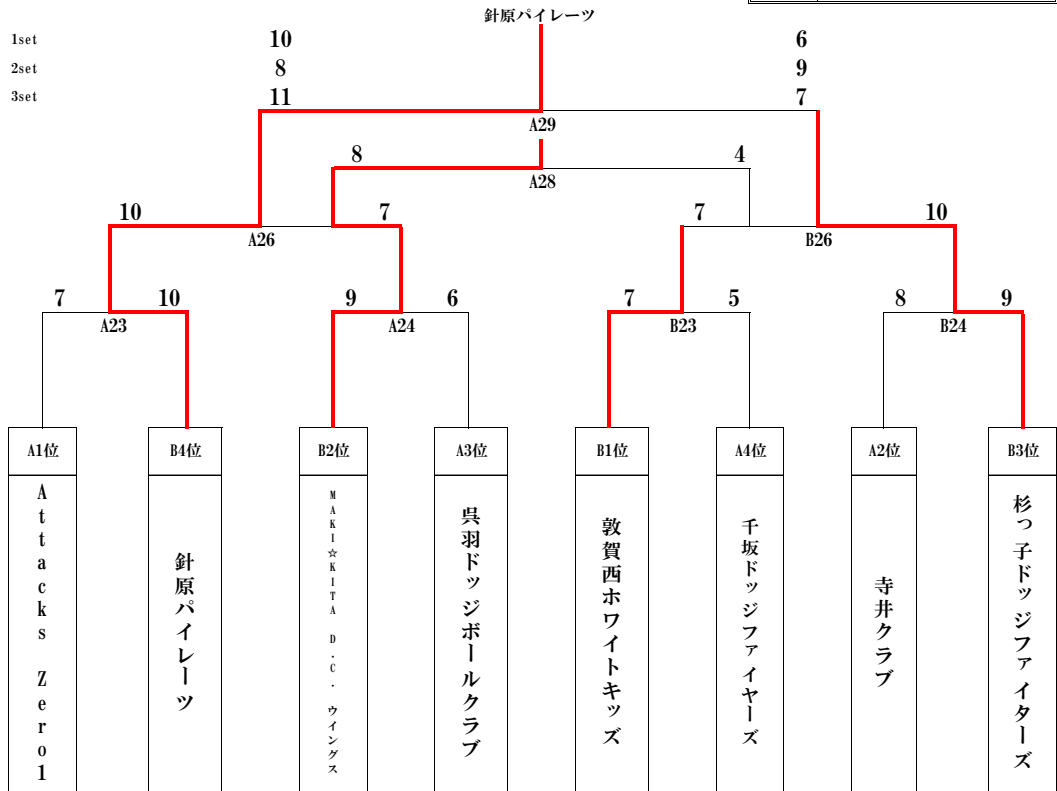 針原パイレーツ
1set 10 6
2set 8 9
3set 11 7
A29
8 4
A28
10 7 7 10
A26 B26
7 10 9 6 7 5 8 9
A23 A24 B23 B24
A1位 B4位 B2位 A3位 B1位 A4位 A2位 B3位
Attacks Zero1
針原パイレーツ
MAKI☆KITA D.C.ウイングス
呉羽ドッジボールクラブ
敦賀西ホワイトキッズ
千坂ドッジファイヤーズ
寺井クラブ
杉っ子ドッジファイターズ